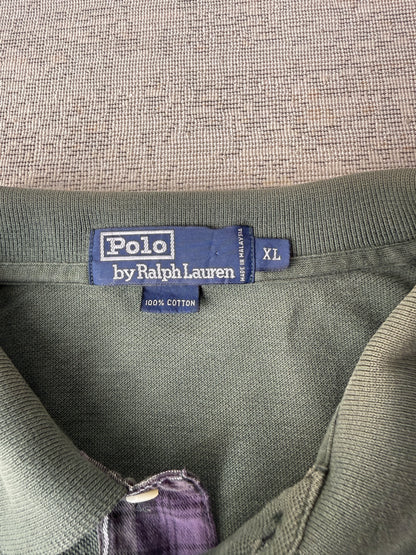 Polo
by Ralph Lauren
MADE IN MALAYSIA
XL
100% COTTON